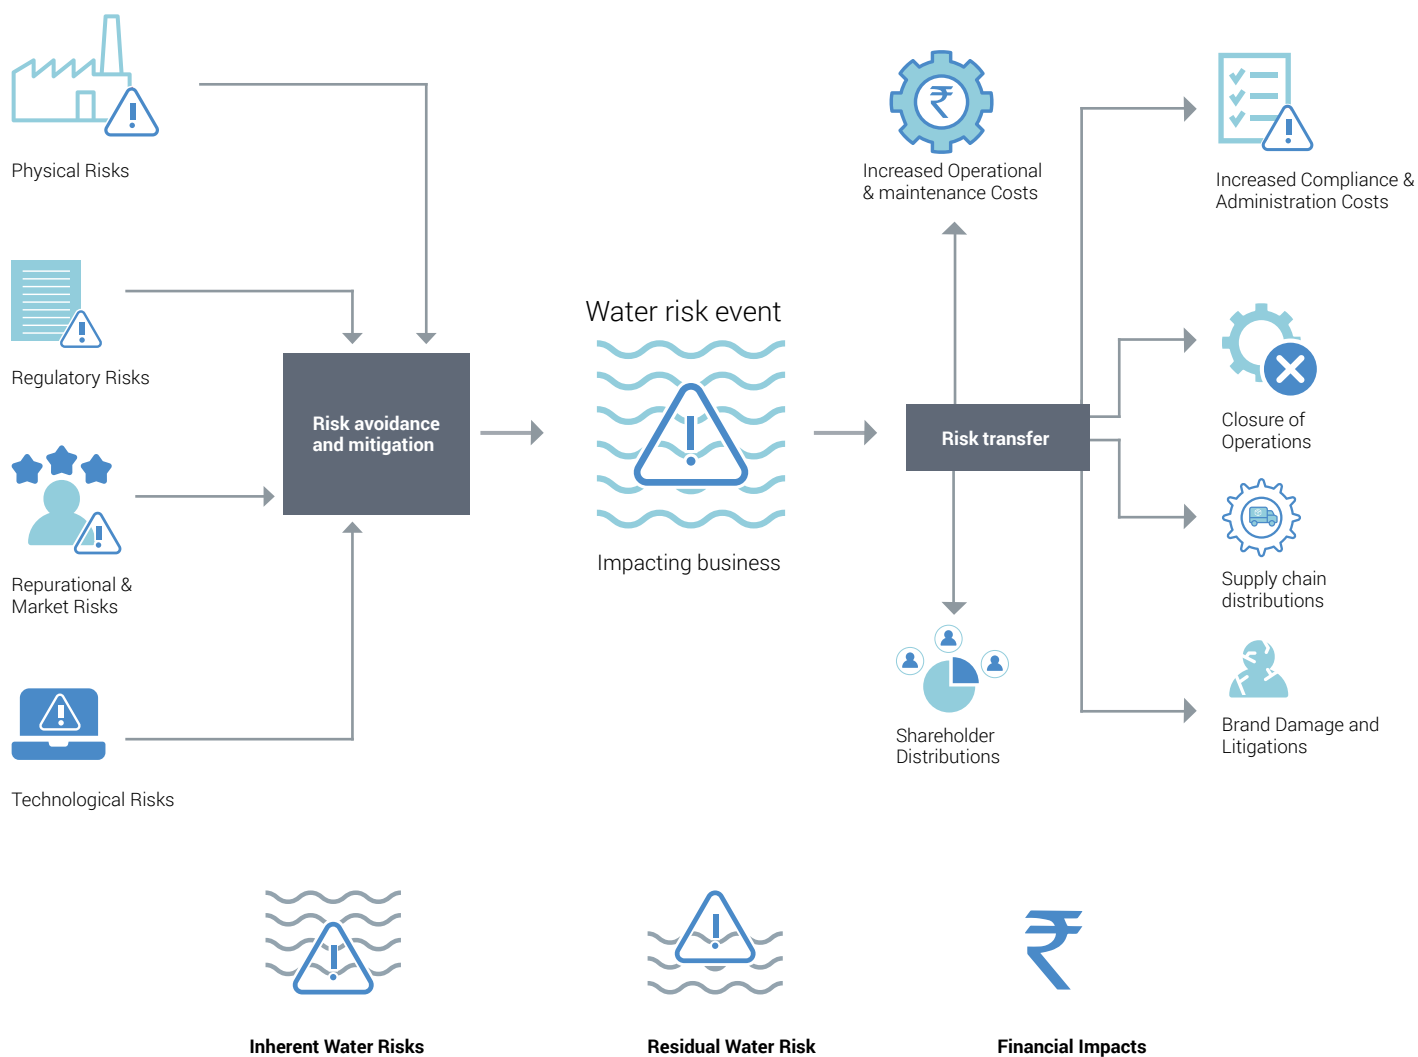 Physical Risks
Regulatory Risks
Repurational &
Market Risks
Technological Risks
Risk avoidance
and mitigation
Water risk event
Impacting business
Increased Operational
& maintenance Costs
Risk transfer
Shareholder
Distributions
Increased Compliance &
Administration Costs
Closure of
Operations
Supply chain
distributions
Brand Damage and
Litigations
Inherent Water Risks
Residual Water Risk
Financial Impacts